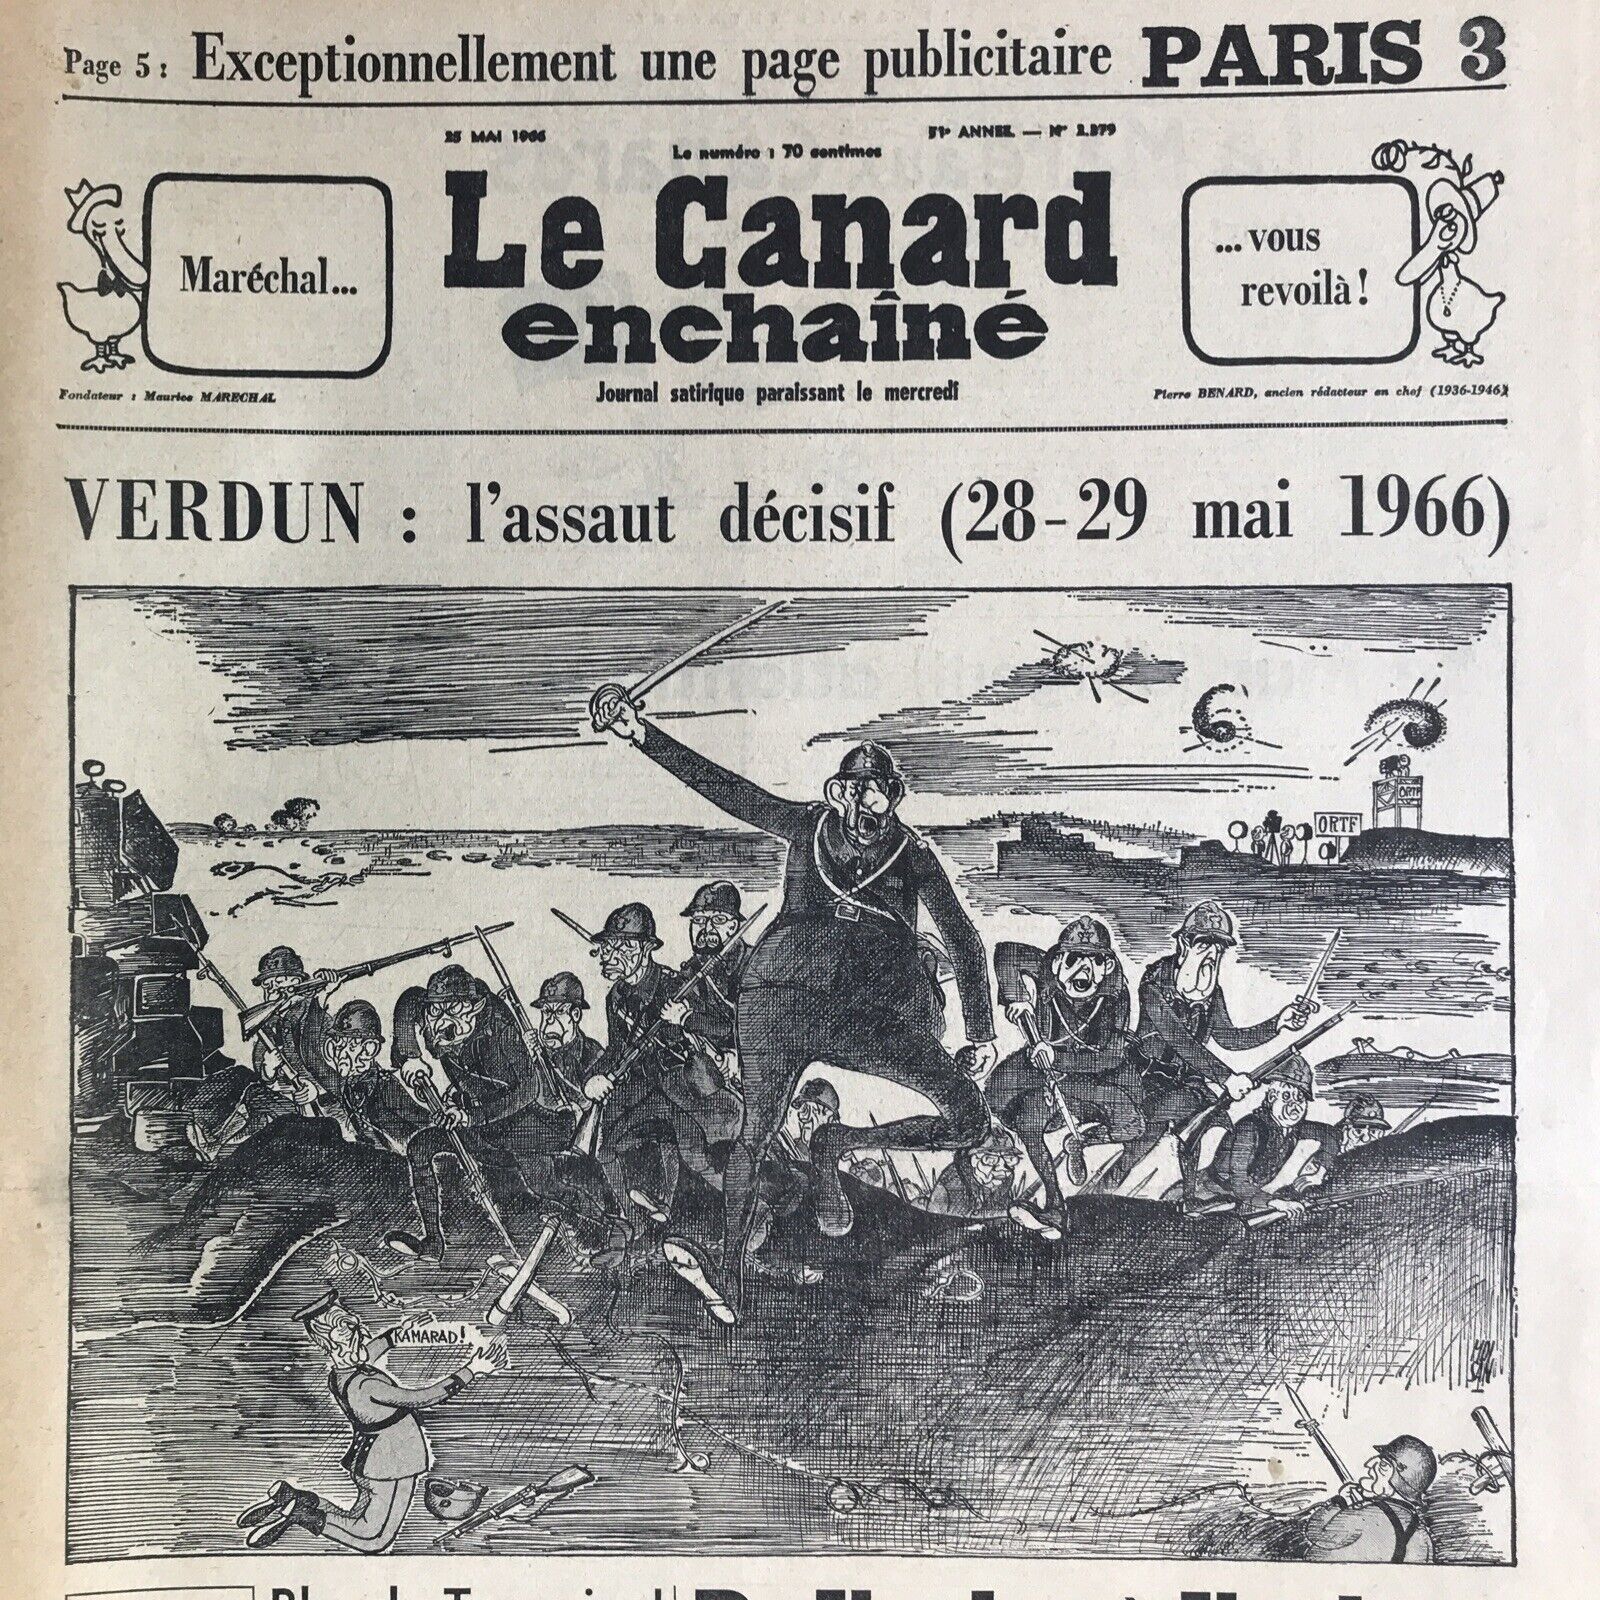 Page 5 : Exceptionnellement une page publicitaire PARIS 3
25 MAI 1966
51e ANNEE. — N° 2.379
Le numéro : 70 centimes
Le Canard
enchaîné
Maréchal...
...vous
revoilà !
Fondateur : Maurice MARECHAL
Journal satirique paraissant le mercredi
Pierre BENARD, ancien rédacteur en chef (1936-1946)
VERDUN : l'assaut décisif (28-29 mai 1966)
ORTF
ORTF
KAMARAD!
MOISAN